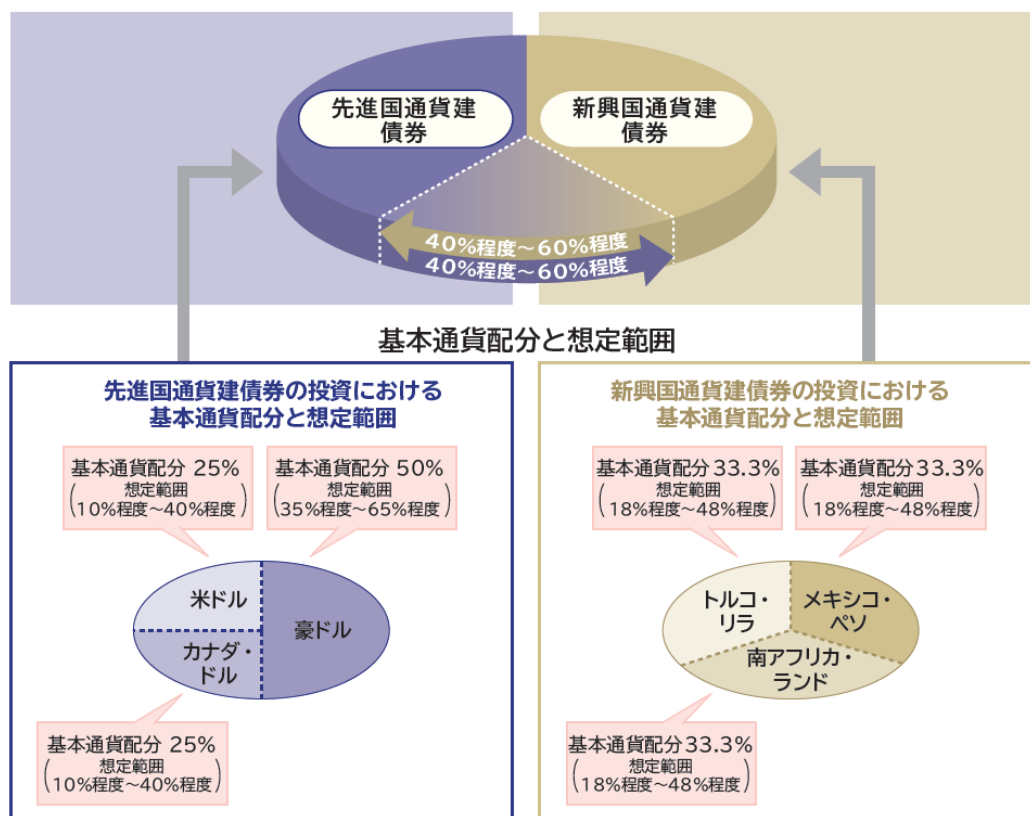 先進国通貨建
債券
新興国通貨建
債券
40%程度～60%程度
40%程度～60%程度
基本通貨配分と想定範囲
先進国通貨建債券の投資における
基本通貨配分と想定範囲
基本通貨配分 25%
想定範囲
(10%程度～40%程度)
基本通貨配分 50%
想定範囲
(35%程度～65%程度)
米ドル
豪ドル
カナダ・
ドル
基本通貨配分 25%
想定範囲
(10%程度～40%程度)
新興国通貨建債券の投資における
基本通貨配分と想定範囲
基本通貨配分33.3%
想定範囲
(18%程度～48%程度)
基本通貨配分33.3%
想定範囲
(18%程度～48%程度)
トルコ・
リラ
メキシコ・
ペソ
南アフリカ・
ランド
基本通貨配分33.3%
想定範囲
(18%程度～48%程度)